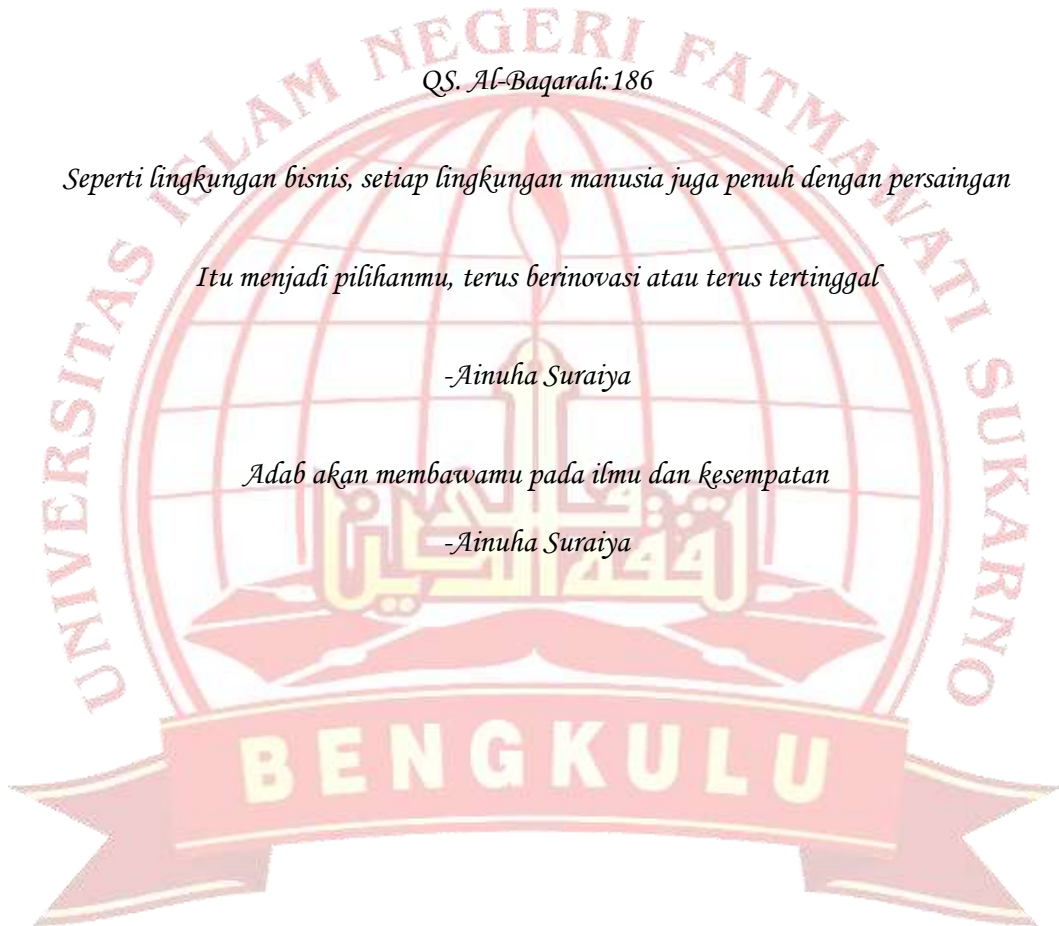 UNIVERSITAS ISLAM NEGERI FATMAWATI SUKARNO
QS. Al-Baqarah:186
Seperti lingkungan bisnis, setiap lingkungan manusia juga penuh dengan persaingan
Itu menjadi pilihanmu, terus berinovasi atau terus tertinggal
-Ainuha Suraiya
Adab akan membawamu pada ilmu dan kesempatan
-Ainuha Suraiya
BENGKULU